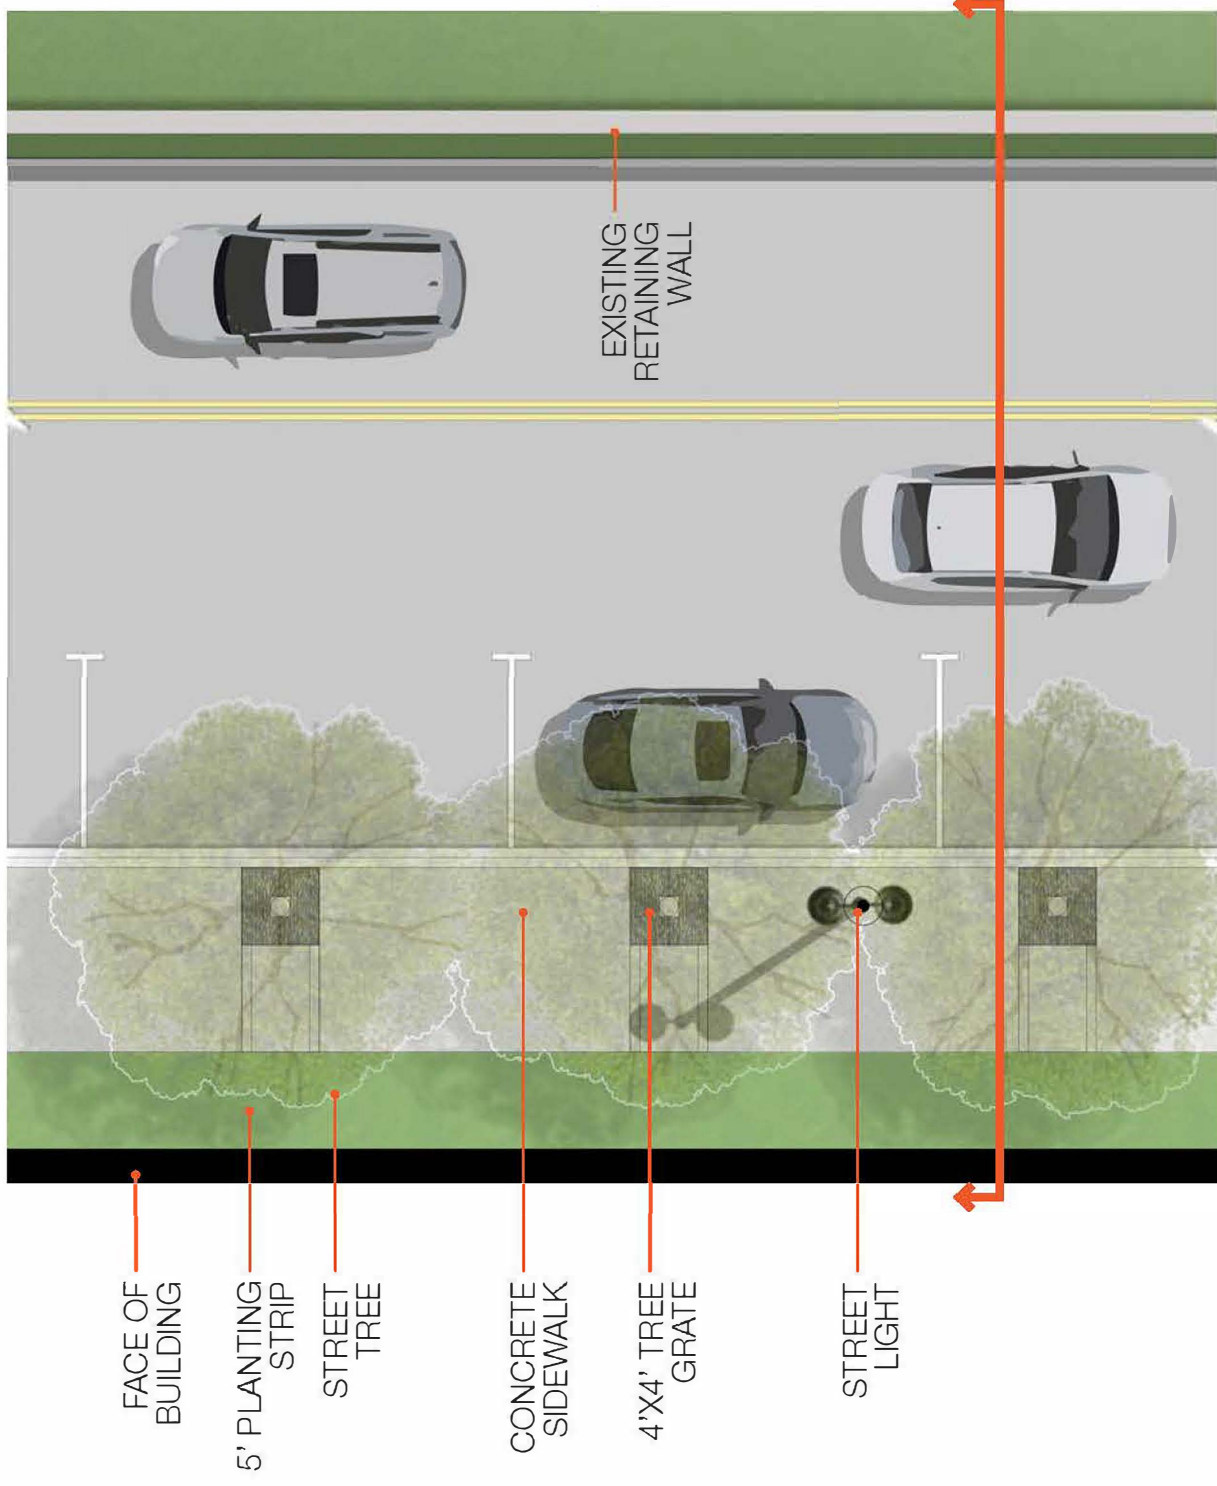 EXISTING
RETAINING
WALL
FACE OF
BUILDING
5' PLANTING
STRIP
STREET
TREE
CONCRETE
SIDEWALK
4'X4' TREE
GRATE
STREET
LIGHT